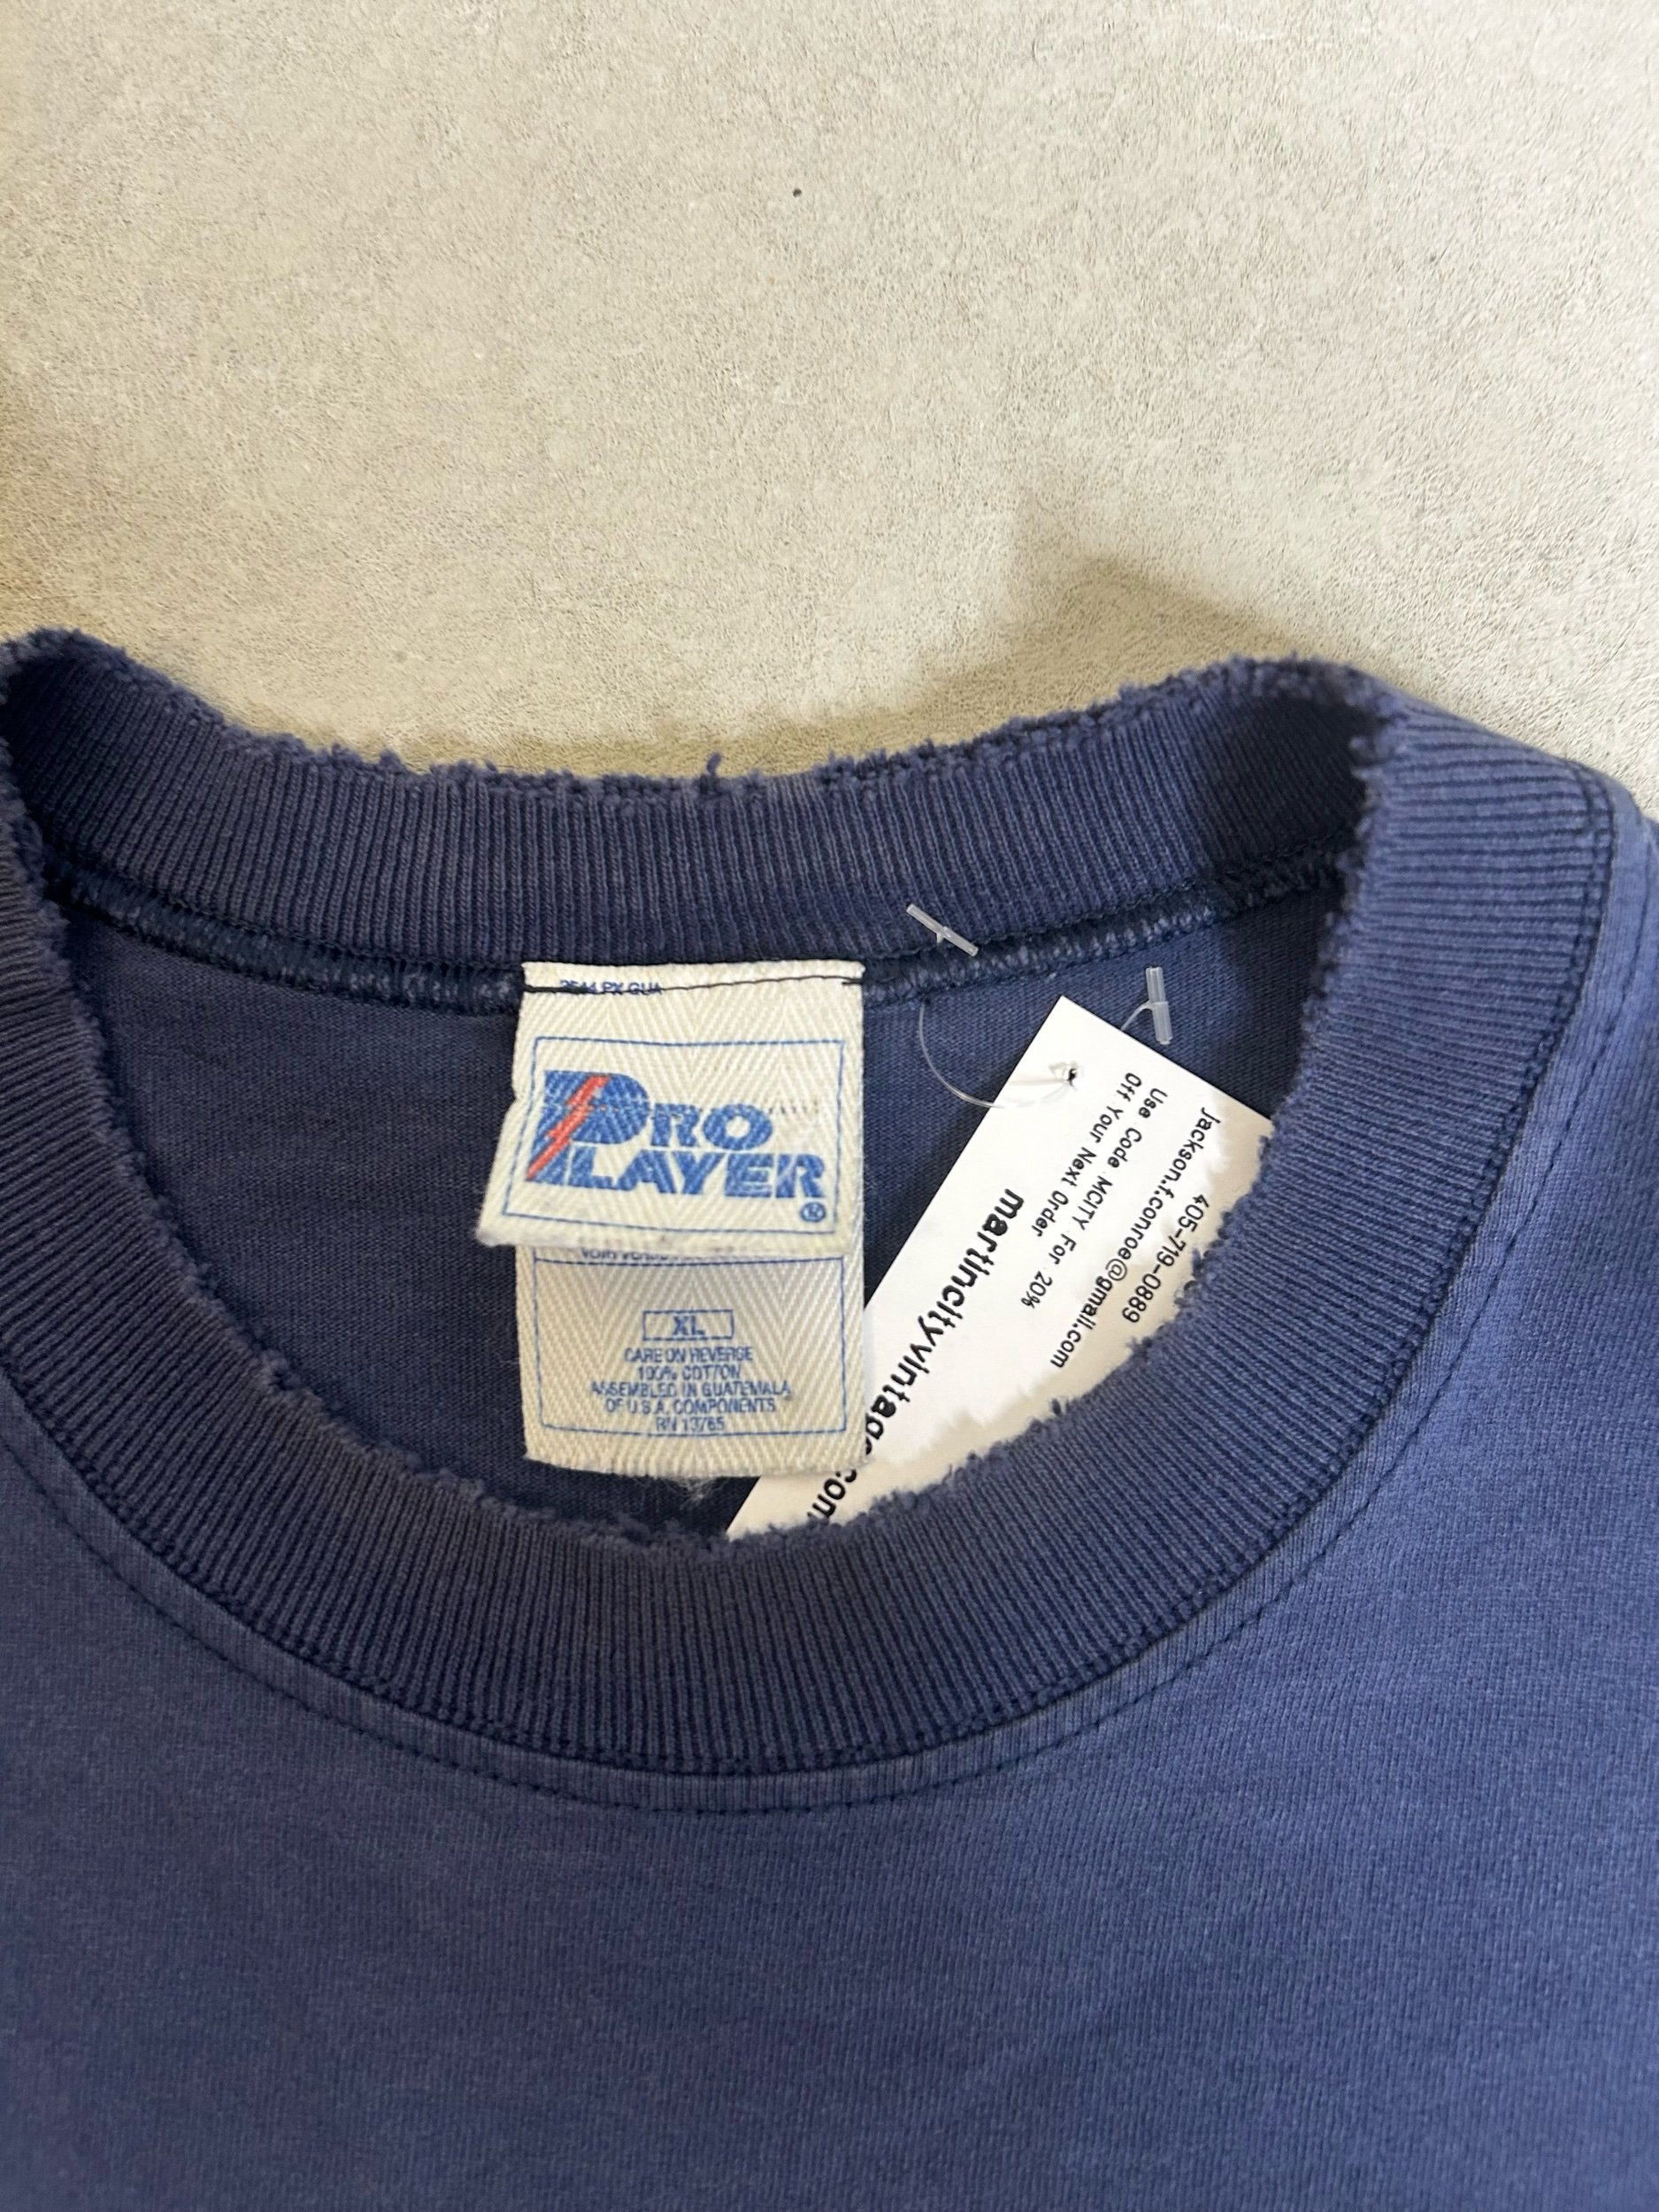 PRO
PLAYER
®
XL
CARE ON REVERSE
100% COTTON
ASSEMBLED IN GUATEMALA
OF U.S.A. COMPONENTS
RN 13765
405-719-0889
jackson.f.conroe@gmail.com
Use Code MCITY For 20%
Off Your Next Order
martincityvintage.com